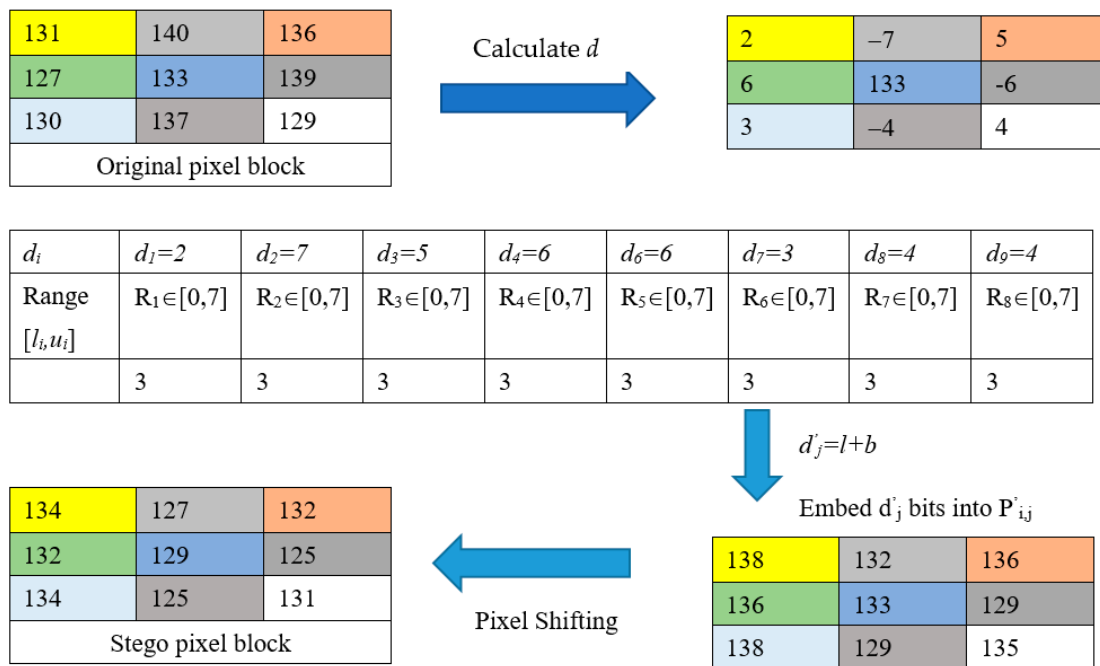 131 140 136
127 133 139
130 137 129
Original pixel block
Calculate d
2 –7 5
6 133 -6
3 –4 4
di d1=2 d2=7 d3=5 d4=6 d6=6 d7=3 d8=4 d9=4
Range R1∈[0,7] R2∈[0,7] R3∈[0,7] R4∈[0,7] R5∈[0,7] R6∈[0,7] R7∈[0,7] R8∈[0,7]
[li,ui]
3 3 3 3 3 3 3 3
d'j=l+b
Embed d'j bits into P'i,j
138 132 136
136 133 129
138 129 135
Pixel Shifting
134 127 132
132 129 125
134 125 131
Stego pixel block